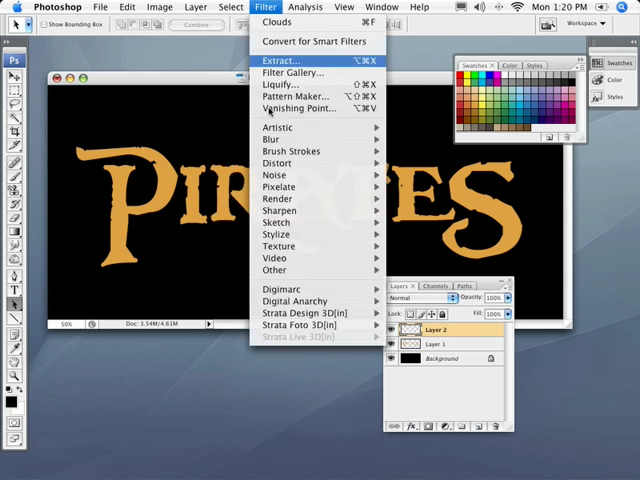 Photoshop File Edit Image Layer Select Filter Analysis View Window Help Mon 1:20 PM
Show Bounding Box Combine Workspace
Clouds ⌘F
Convert for Smart Filters
Extract... ⌥⌘X
Filter Gallery...
Liquify... ⇧⌘X
Pattern Maker... ⌥⇧⌘X
Vanishing Point... ⌥⌘V
Artistic
Blur
Brush Strokes
Distort
Noise
Pixelate
Render
Sharpen
Sketch
Stylize
Texture
Video
Other
Digimarc
Digital Anarchy
Strata Design 3D[in]
Strata Foto 3D[in]
Strata Live 3D[in]
Ps
PIRATES
50% Doc: 3.54M/4.61M
Swatches Color Styles
Swatches
Color
Styles
Layers Channels Paths
Normal Opacity: 100%
Lock: Fill: 100%
Layer 2
Layer 1
Background
fx